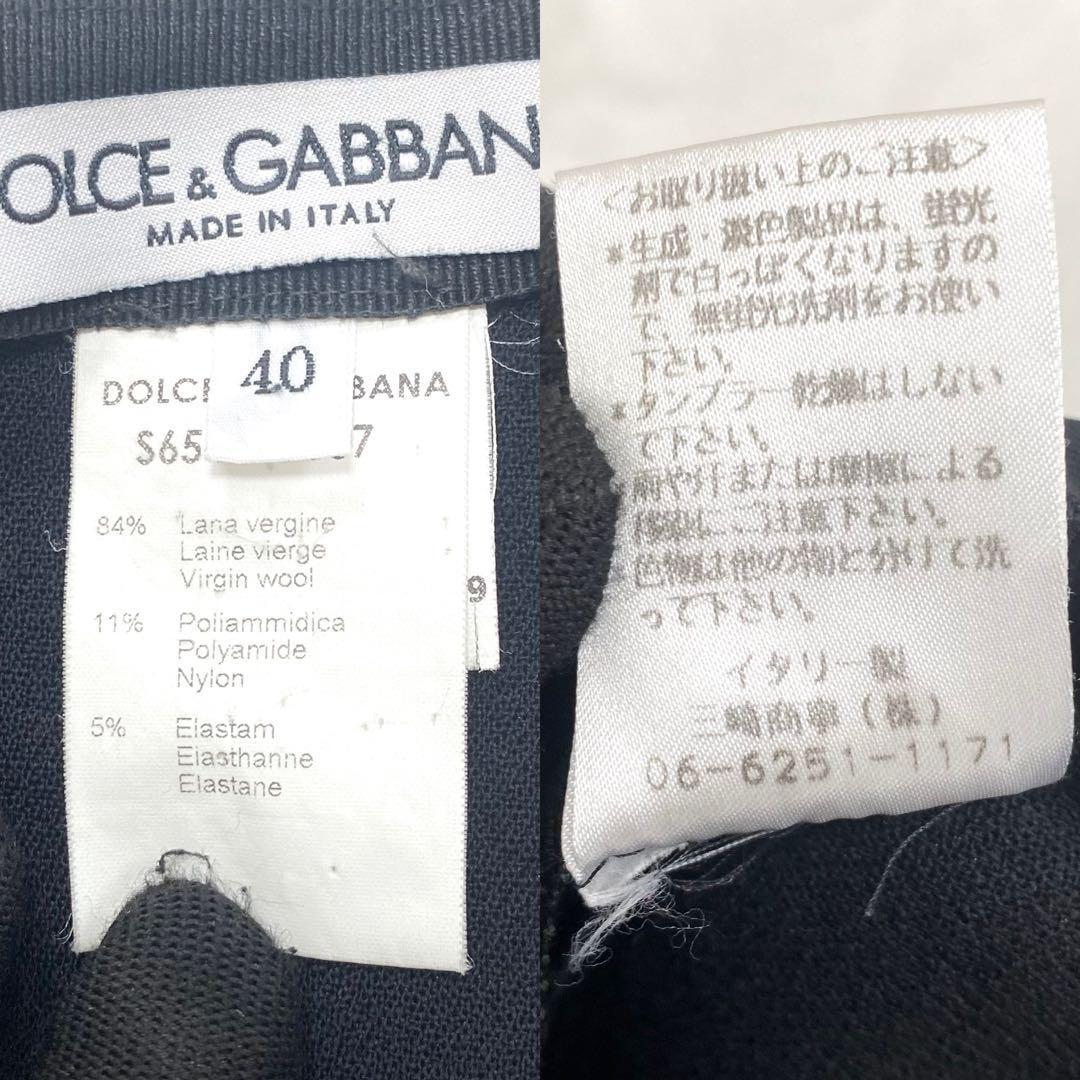 OLCE & GABBAN
MADE IN ITALY
40
DOLCE BANA
S65 7
84% Lana vergine
Laine vierge
Virgin wool
9
11% Poliammidica
Polyamide
Nylon
5% Elastam
Elasthanne
Elastane
<お取り扱い上のご注意>
*生成・淡色製品は、蛍光
剤で白っぽくなりますの
で、無蛍光洗剤をお使い
下さい。
*タンブラー乾燥はしない
で下さい。
雨や汗または摩擦による
にご注意下さい。
色物は他の物と分けて洗
って下さい。
イタリー製
三崎商事(株)
06-6251-1171